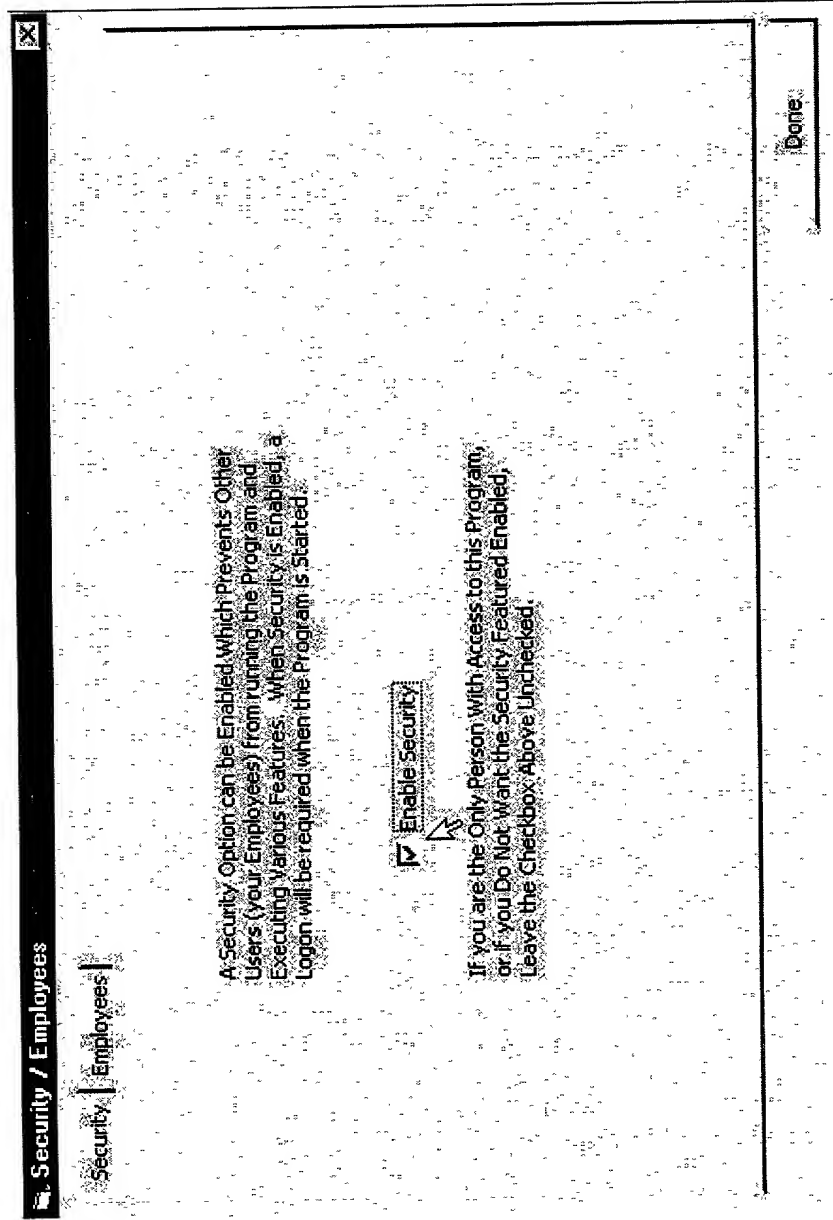 Security / Employees
Security Employees
A Security Option can be Enabled Which Prevents Other
Users (your Employees) from running the Program and
Executing Various Features. When Security is Enabled, a
Logon will be required when the Program is Started.
Enable Security
If you are the Only Person With Access to this Program,
or if you Do Not Want the Security Featured Enabled,
Leave the Checkbox Above Unchecked.
Done